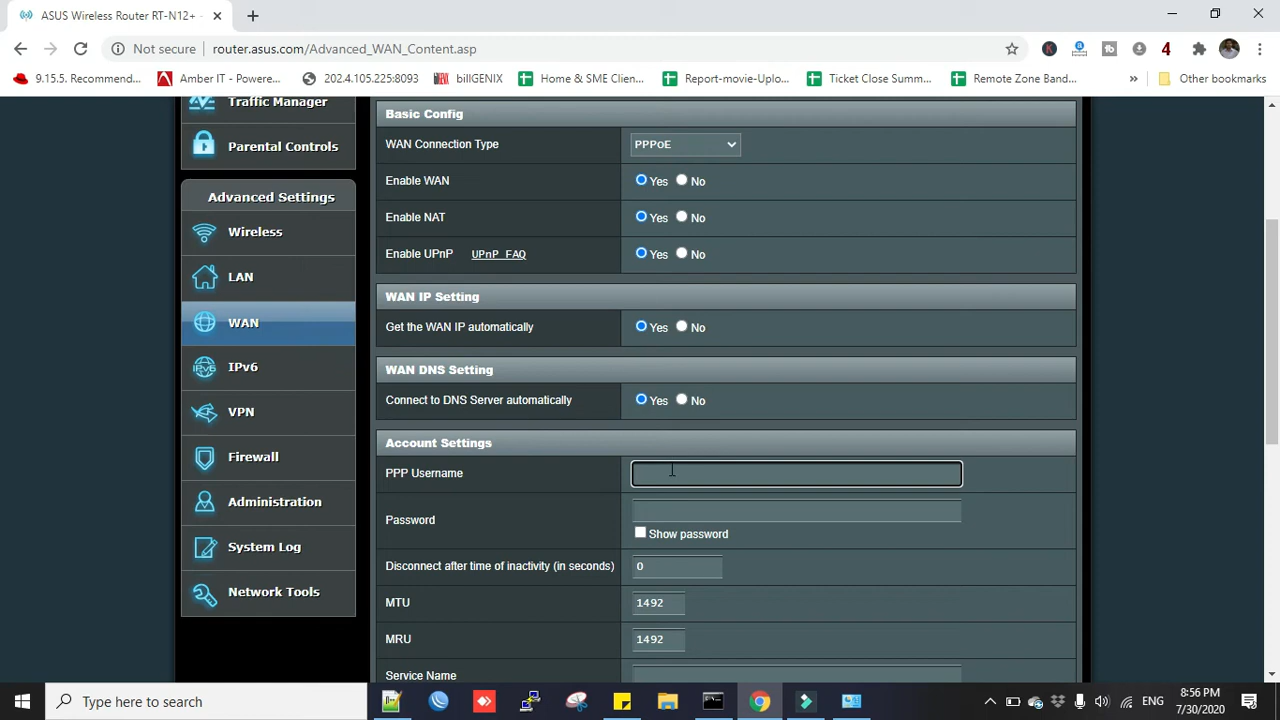 ASUS Wireless Router RT-N12+
Not secure router.asus.com/Advanced_WAN_Content.asp
9.15.5. Recommend... Amber IT - Powere... 202.4.105.225:8093 billGENIX Home & SME Clien... Report-movie-Uplo... Ticket Close Summ... Remote Zone Band... » Other bookmarks
Traffic Manager
Parental Controls
Advanced Settings
Wireless
LAN
WAN
IPv6
VPN
Firewall
Administration
System Log
Network Tools
Basic Config
WAN Connection Type PPPoE
Enable WAN Yes No
Enable NAT Yes No
Enable UPnP UPnP FAQ Yes No
WAN IP Setting
Get the WAN IP automatically Yes No
WAN DNS Setting
Connect to DNS Server automatically Yes No
Account Settings
PPP Username
Password
Show password
Disconnect after time of inactivity (in seconds) 0
MTU 1492
MRU 1492
Service Name
Type here to search
ENG
8:56 PM
7/30/2020